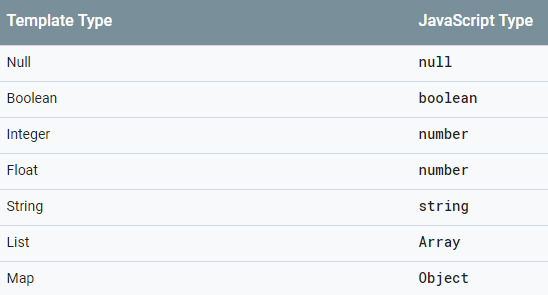 Template Type JavaScript Type
Null null
Boolean boolean
Integer number
Float number
String string
List Array
Map Object